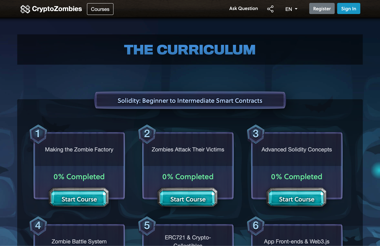 CryptoZombies Courses Ask Question EN Register Sign In
THE CURRICULUM
Solidity: Beginner to Intermediate Smart Contracts
1 2 3
Making the Zombie Factory Zombies Attack Their Victims Advanced Solidity Concepts
0% Completed 0% Completed 0% Completed
Start Course Start Course Start Course
4 5 6
Zombie Battle System ERC721 & Crypto- App Front-ends & Web3.js
Collectibles